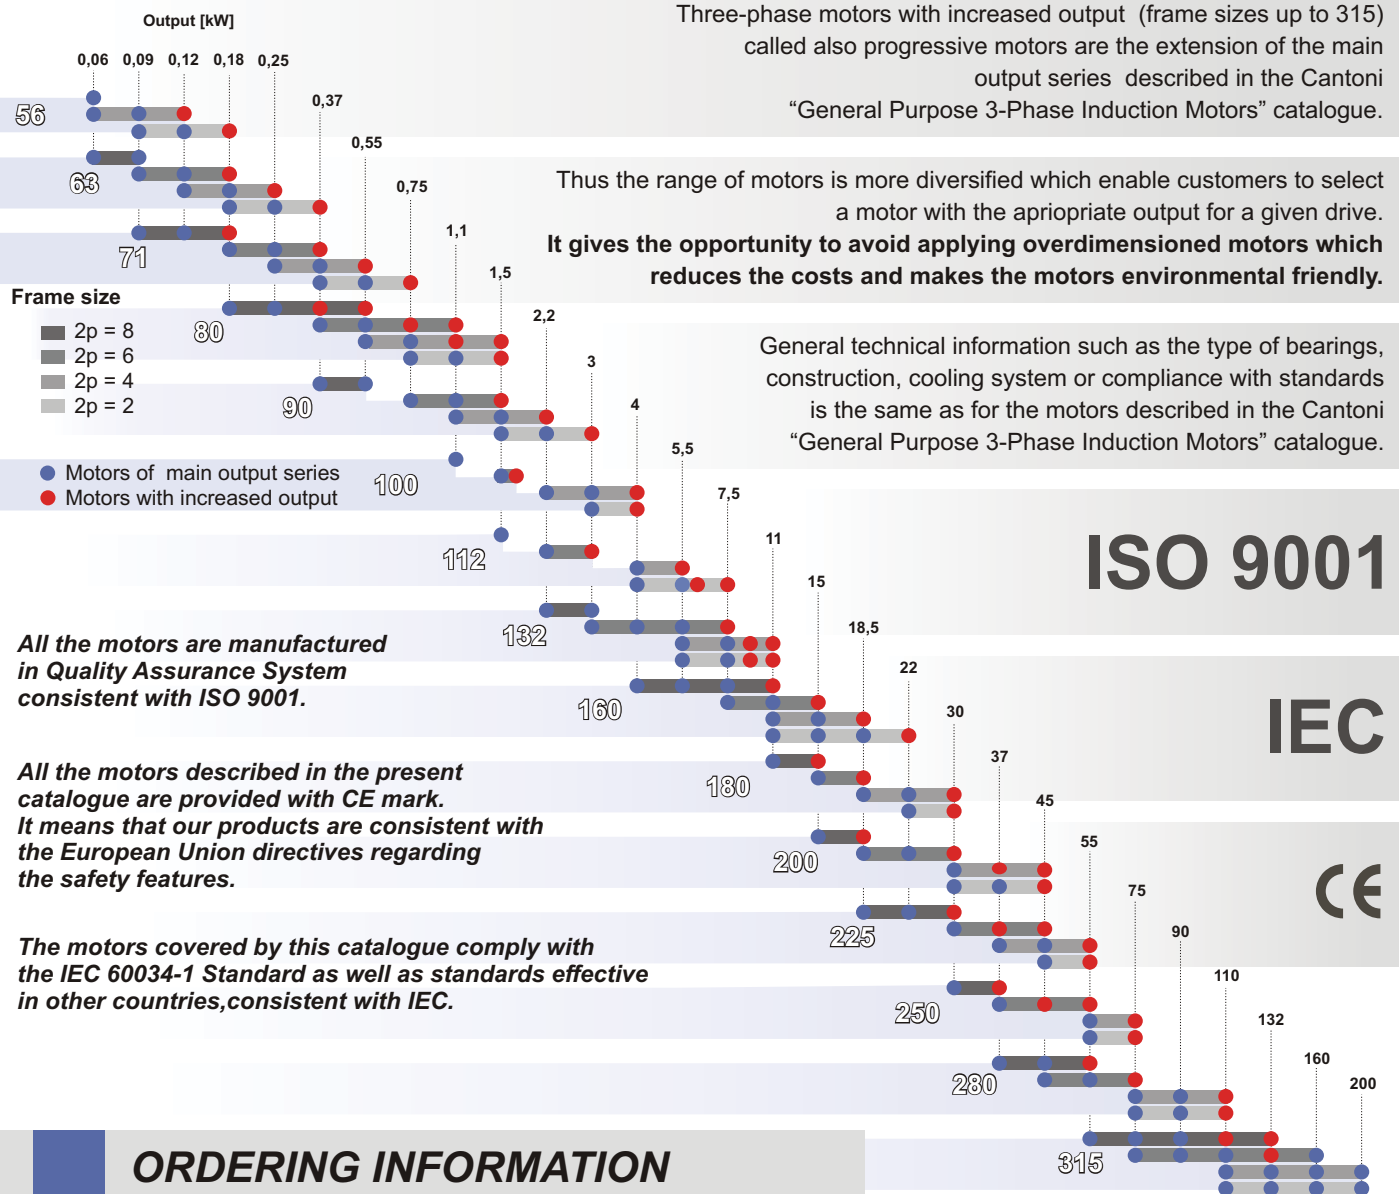 Output [kW]
0,06
0,09
0,12
0,18
0,25
0,37
0,55
0,75
1,1
1,5
2,2
3
4
5,5
7,5
11
15
18,5
22
30
37
45
55
75
90
110
132
160
200
Three-phase motors with increased output (frame sizes up to 315)
called also progressive motors are the extension of the main
output series described in the Cantoni
“General Purpose 3-Phase Induction Motors” catalogue.
Thus the range of motors is more diversified which enable customers to select
a motor with the apriopriate output for a given drive.
It gives the opportunity to avoid applying overdimensioned motors which
reduces the costs and makes the motors environmental friendly.
General technical information such as the type of bearings,
construction, cooling system or compliance with standards
is the same as for the motors described in the Cantoni
“General Purpose 3-Phase Induction Motors” catalogue.
56
63
71
80
90
100
112
132
160
180
200
225
250
280
315
Frame size
2p = 8
2p = 6
2p = 4
2p = 2
Motors of main output series
Motors with increased output
ISO 9001
IEC
CE
All the motors are manufactured
in Quality Assurance System
consistent with ISO 9001.
All the motors described in the present
catalogue are provided with CE mark.
It means that our products are consistent with
the European Union directives regarding
the safety features.
The motors covered by this catalogue comply with
the IEC 60034-1 Standard as well as standards effective
in other countries,consistent with IEC.
ORDERING INFORMATION